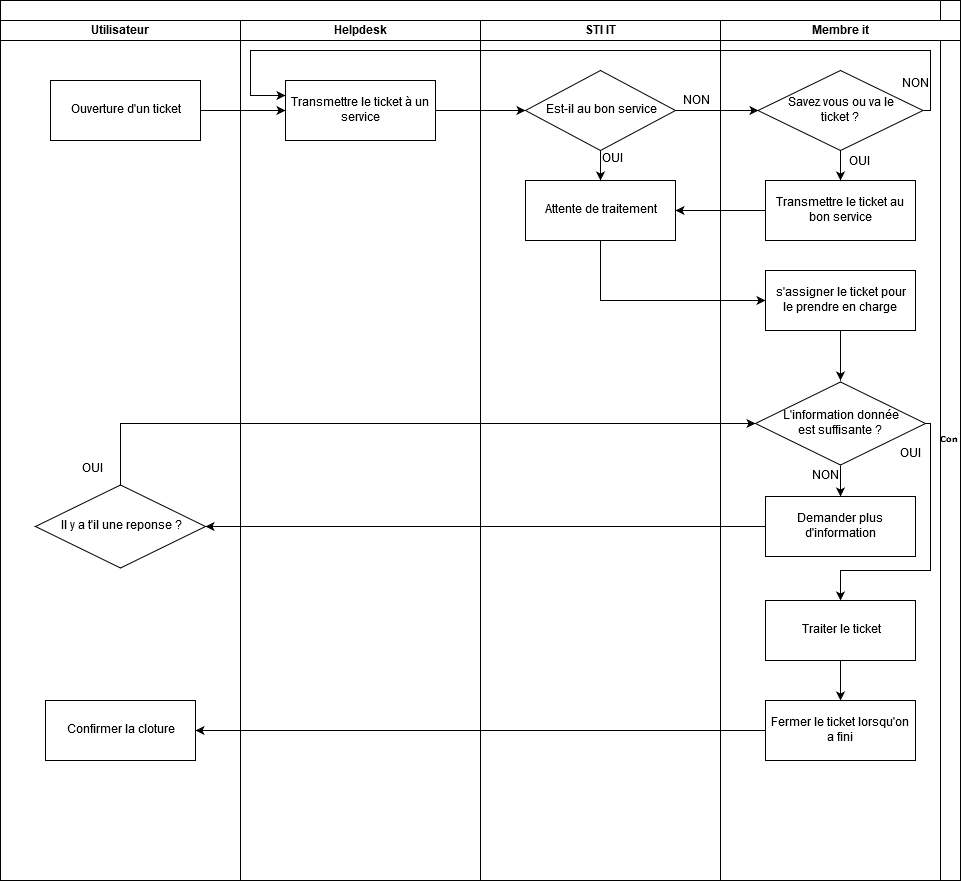 Utilisateur
Helpdesk
STI IT
Membre it
Ouverture d'un ticket
Transmettre le ticket à un
service
Est-il au bon service
NON
Savez vous ou va le
ticket ?
NON
OUI
OUI
Attente de traitement
Transmettre le ticket au
bon service
s'assigner le ticket pour
le prendre en charge
L'information donnée
est suffisante ?
Con
OUI
NON
OUI
Il y a t'il une reponse ?
Demander plus
d'information
Traiter le ticket
Confirmer la cloture
Fermer le ticket lorsqu'on
a fini